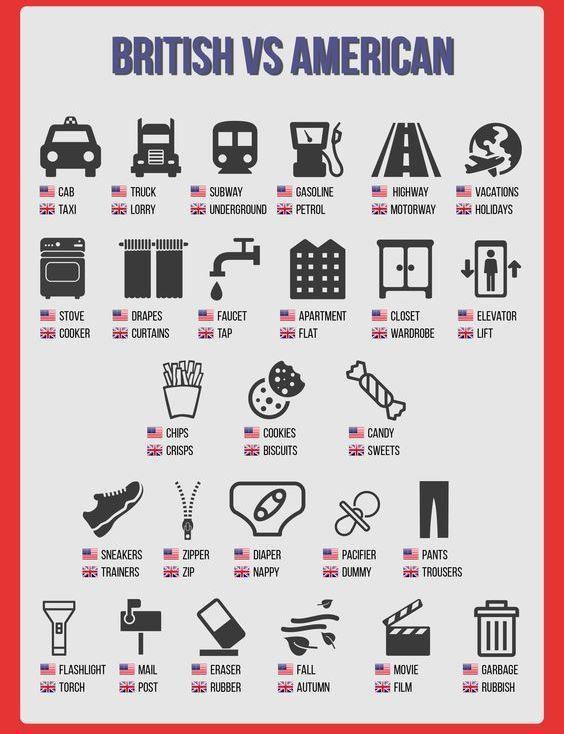 BRITISH VS AMERICAN
CAB TRUCK SUBWAY GASOLINE HIGHWAY VACATIONS
TAXI LORRY UNDERGROUND PETROL MOTORWAY HOLIDAYS
STOVE DRAPES FAUCET APARTMENT CLOSET ELEVATOR
COOKER CURTAINS TAP FLAT WARDROBE LIFT
CHIPS COOKIES CANDY
CRISPS BISCUITS SWEETS
SNEAKERS ZIPPER DIAPER PACIFIER PANTS
TRAINERS ZIP NAPPY DUMMY TROUSERS
FLASHLIGHT MAIL ERASER FALL MOVIE GARBAGE
TORCH POST RUBBER AUTUMN FILM RUBBISH